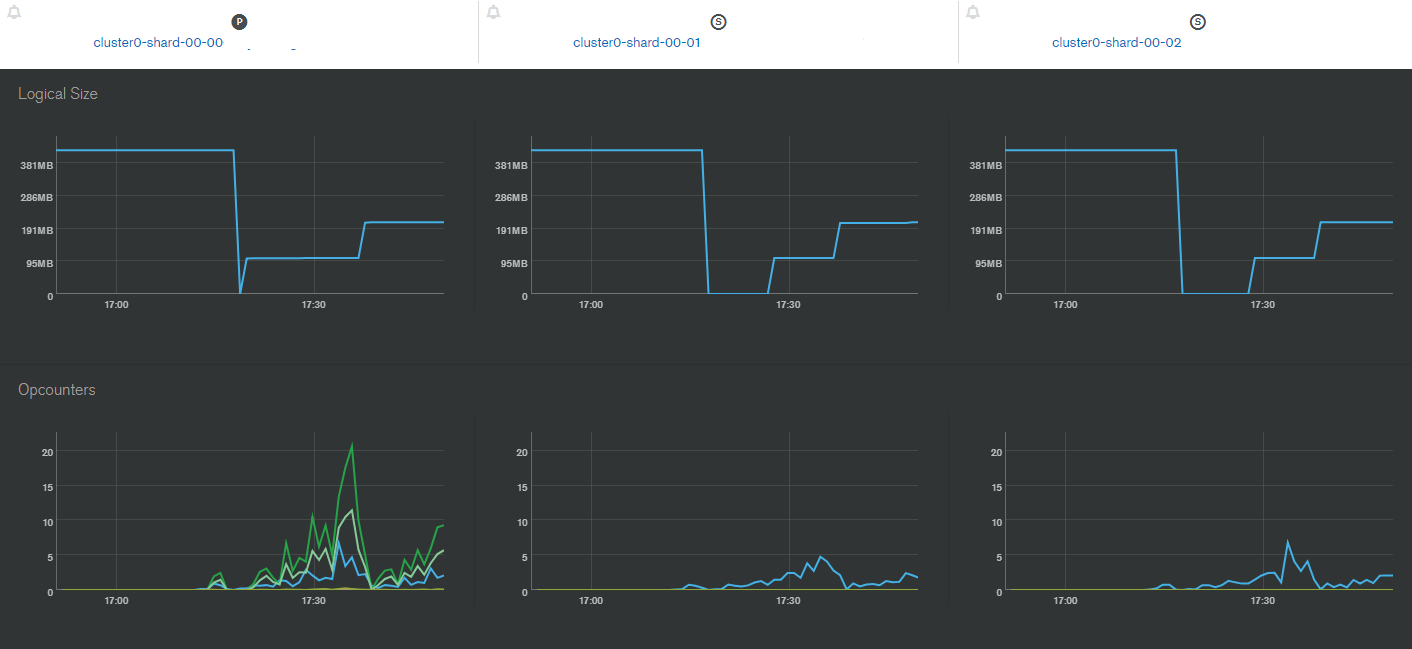 P S S
cluster0-shard-00-00 cluster0-shard-00-01 cluster0-shard-00-02
Logical Size
381MB 381MB 381MB
286MB 286MB 286MB
191MB 191MB 191MB
95MB 95MB 95MB
0 0 0
17:00 17:30 17:00 17:30 17:00 17:30
Opcounters
20 20 20
15 15 15
10 10 10
5 5 5
0 0 0
17:00 17:30 17:00 17:30 17:00 17:30